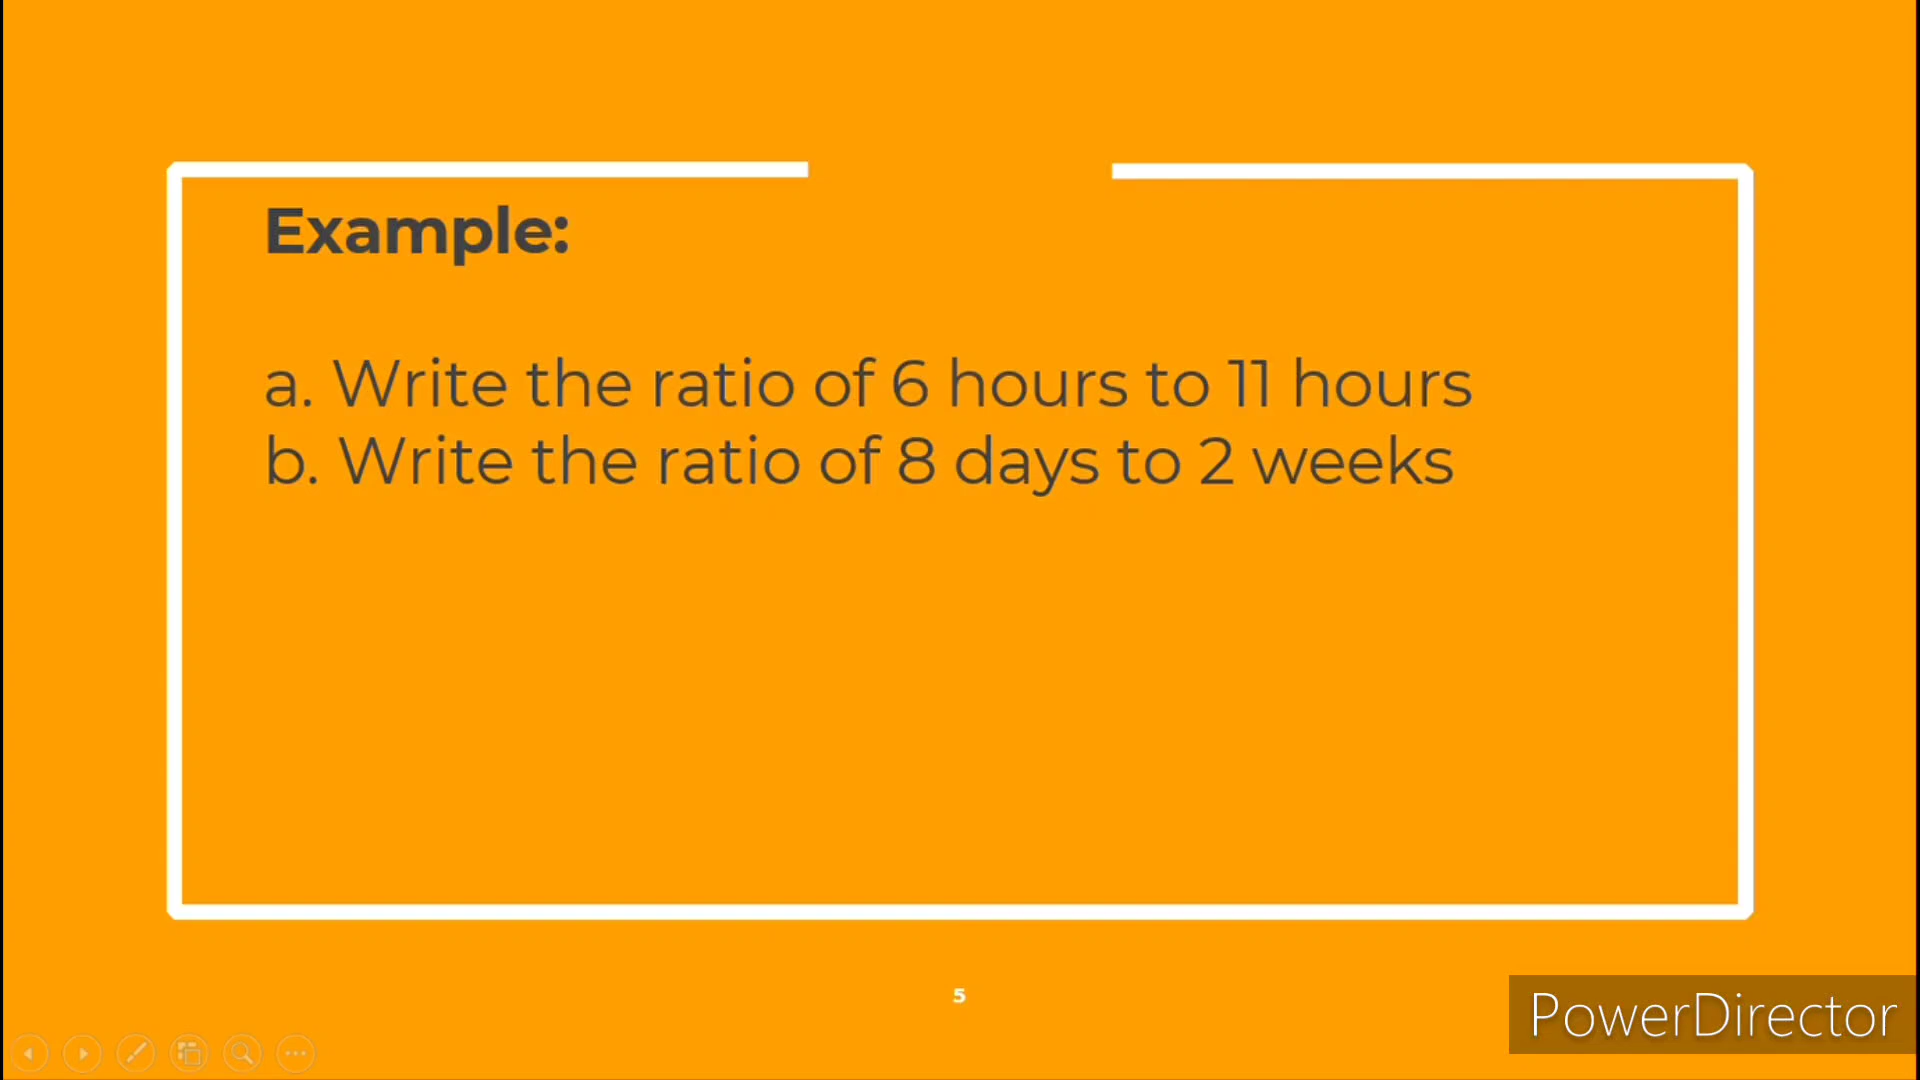 Example:
a. Write the ratio of 6 hours to 11 hours
b. Write the ratio of 8 days to 2 weeks
5
PowerDirector